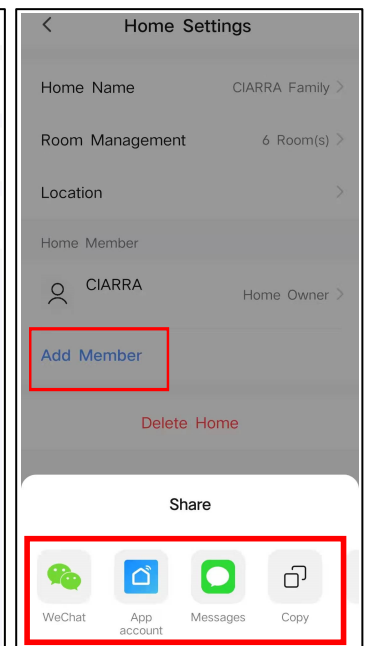 Home Settings
Home Name CIARRA Family
Room Management 6 Room(s)
Location
Home Member
CIARRA
Home Owner
Add Member
Delete Home
Share
WeChat App account Messages Copy